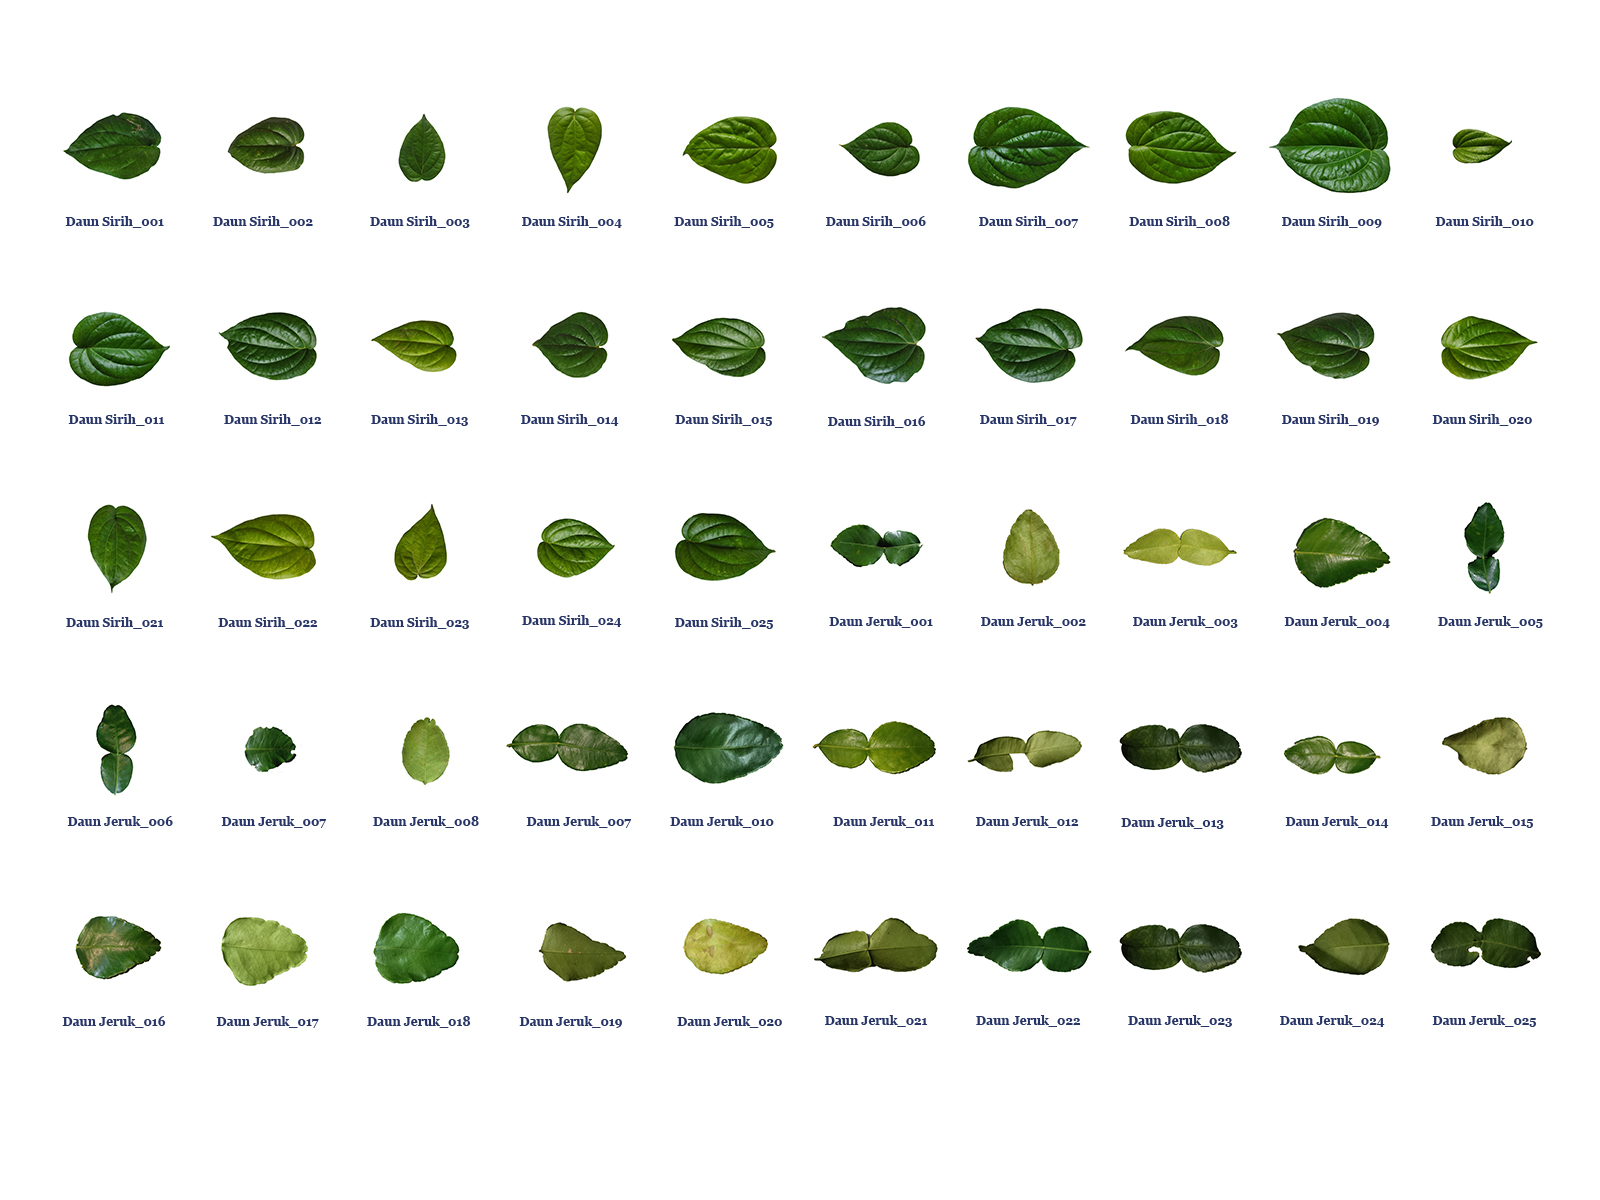 Daun Sirih_001 Daun Sirih_002 Daun Sirih_003 Daun Sirih_004 Daun Sirih_005 Daun Sirih_006 Daun Sirih_007 Daun Sirih_008 Daun Sirih_009 Daun Sirih_010
Daun Sirih_011 Daun Sirih_012 Daun Sirih_013 Daun Sirih_014 Daun Sirih_015 Daun Sirih_016 Daun Sirih_017 Daun Sirih_018 Daun Sirih_019 Daun Sirih_020
Daun Sirih_021 Daun Sirih_022 Daun Sirih_023 Daun Sirih_024 Daun Sirih_025 Daun Jeruk_001 Daun Jeruk_002 Daun Jeruk_003 Daun Jeruk_004 Daun Jeruk_005
Daun Jeruk_006 Daun Jeruk_007 Daun Jeruk_008 Daun Jeruk_007 Daun Jeruk_010 Daun Jeruk_011 Daun Jeruk_012 Daun Jeruk_013 Daun Jeruk_014 Daun Jeruk_015
Daun Jeruk_016 Daun Jeruk_017 Daun Jeruk_018 Daun Jeruk_019 Daun Jeruk_020 Daun Jeruk_021 Daun Jeruk_022 Daun Jeruk_023 Daun Jeruk_024 Daun Jeruk_025